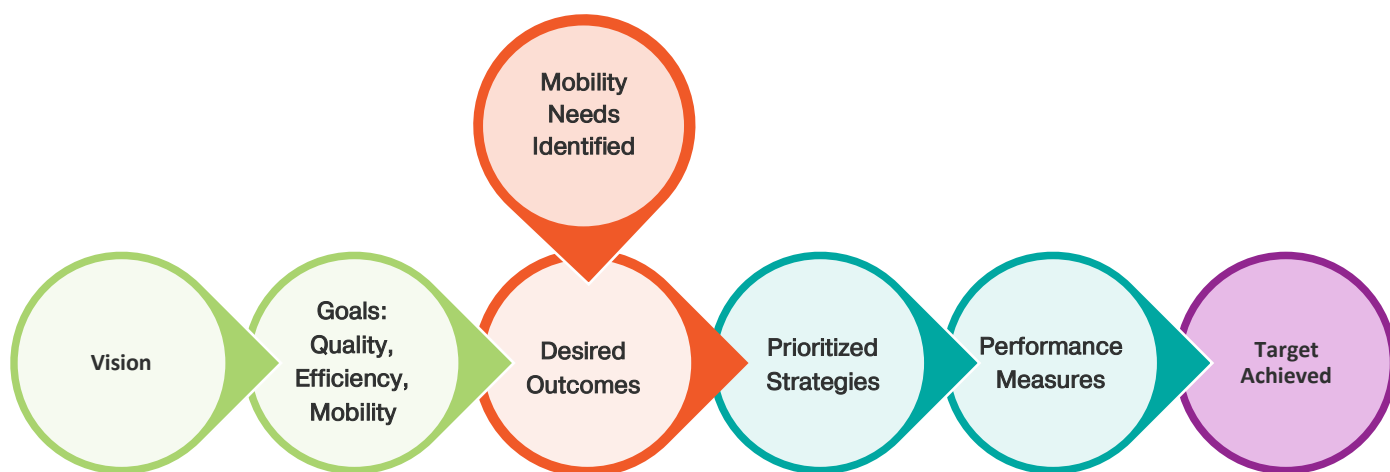 Mobility
Needs
Identified
Vision
Goals:
Quality,
Efficiency,
Mobility
Desired
Outcomes
Prioritized
Strategies
Performance
Measures
Target
Achieved